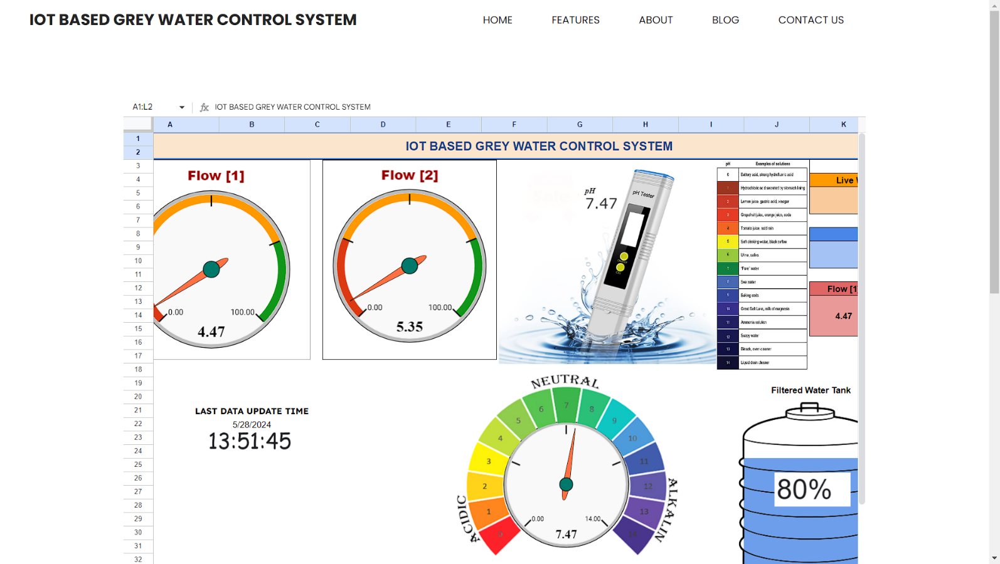 IOT BASED GREY WATER CONTROL SYSTEM
HOME FEATURES ABOUT BLOG CONTACT US
A1:L2 fx IOT BASED GREY WATER CONTROL SYSTEM
A B C D E F G H I J K
1
2
IOT BASED GREY WATER CONTROL SYSTEM
3
4
5
6
7
8
9
10
11
12
13
14
15
16
17
18
19
20
21
22
23
24
25
26
27
28
29
30
31
32
Flow [1]
0.00 100.00
4.47
Flow [2]
0.00 100.00
5.35
pH
7.47
pH Tester
pH Examples of solutions
0 Battery acid, strong hydrofluoric acid
1 Hydrochloric acid secreted by stomach lining
2 Lemon juice, gastric acid, vinegar
3 Grapefruit juice, orange juice, soda
4 Tomato juice, acid rain
5 Soft drinking water, black coffee
6 Urine, saliva
7 "Pure" water
8 Sea water
9 Baking soda
10 Great Salt Lake, milk of magnesia
11 Ammonia solution
12 Soapy water
13 Bleach, oven cleaner
14 Liquid drain cleaner
Live
Flow [1
4.47
LAST DATA UPDATE TIME
5/28/2024
13:51:45
NEUTRAL
ACIDIC
ALKALIN
0 1 2 3 4 5 6 7 8 9 10 11 12 13 14
0.00 14.00
7.47
Filtered Water Tank
80%